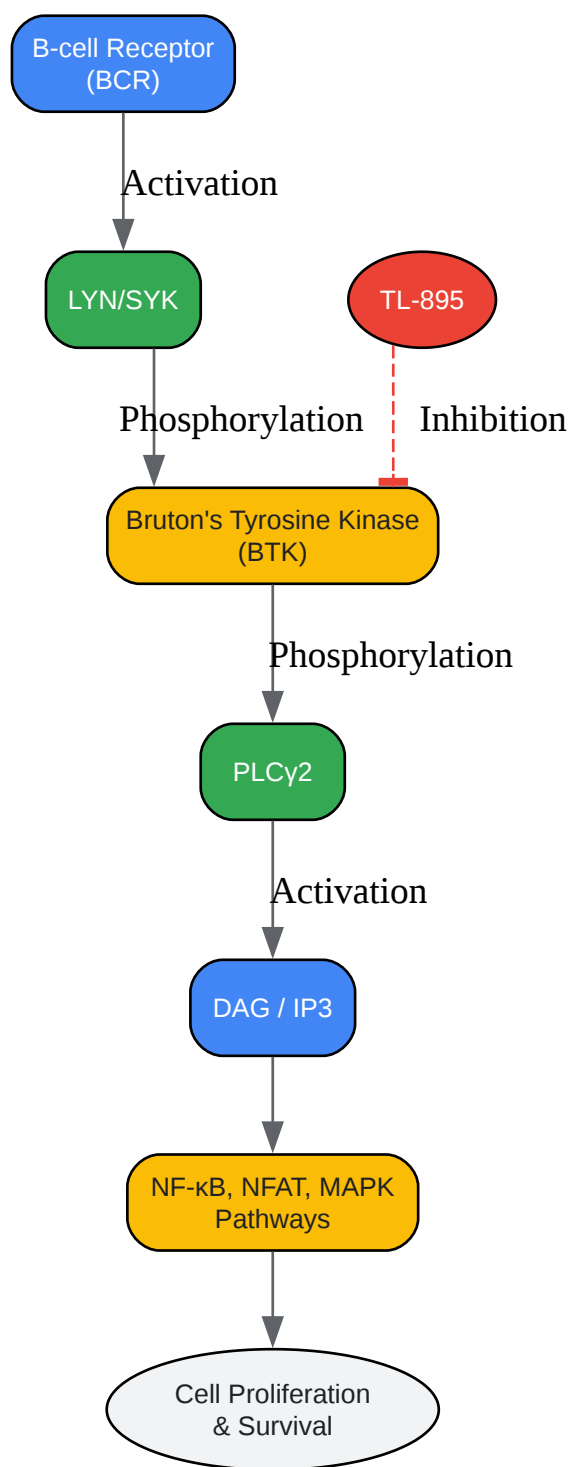 B-cell Receptor
(BCR)
Activation
LYN/SYK
TL-895
Phosphorylation
Inhibition
Bruton's Tyrosine Kinase
(BTK)
Phosphorylation
PLCγ2
Activation
DAG / IP3
NF-κB, NFAT, MAPK
Pathways
Cell Proliferation
& Survival